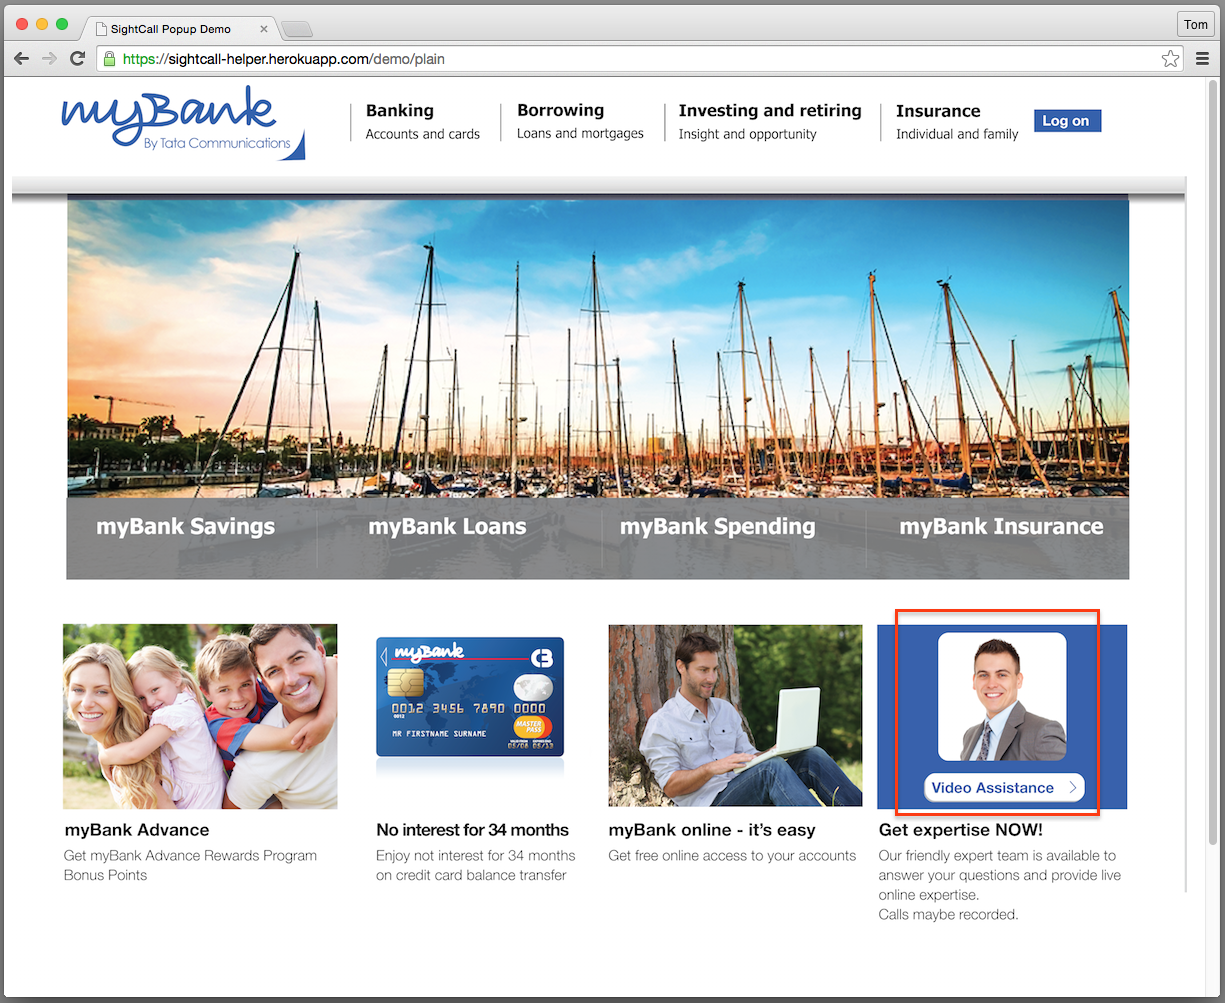 SightCall Popup Demo
Tom
https://sightcall-helper.herokuapp.com/demo/plain
myBank
By Tata Communications
Banking
Accounts and cards
Borrowing
Loans and mortgages
Investing and retiring
Insight and opportunity
Insurance
Individual and family
Log on
myBank Savings
myBank Loans
myBank Spending
myBank Insurance
myBank
0012 3456 7890 0000
0012
MASTER
PASS
VALID FROM
05/08 05/13
MR FIRSTNAME SURNAME
Video Assistance
myBank Advance
Get myBank Advance Rewards Program
Bonus Points
No interest for 34 months
Enjoy not interest for 34 months
on credit card balance transfer
myBank online - it's easy
Get free online access to your accounts
Get expertise NOW!
Our friendly expert team is available to
answer your questions and provide live
online expertise.
Calls maybe recorded.